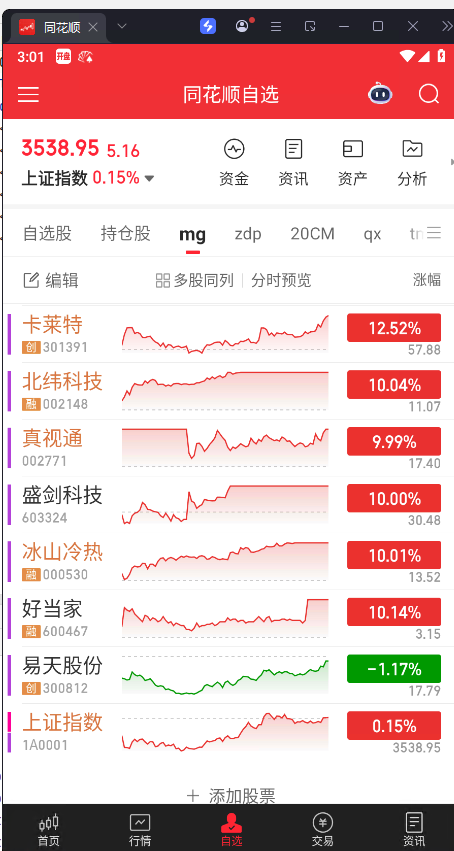 同花顺
3:01
开盘
同花顺自选
3538.95 5.16
上证指数 0.15%
资金
资讯
资产
分析
自选股 持仓股 mg zdp 20CM qx
编辑 多股同列 分时预览 涨幅
卡莱特 12.52%
创 301391 57.88
北纬科技 10.04%
融 002148 11.07
真视通 9.99%
002771 17.40
盛剑科技 10.00%
603324 30.48
冰山冷热 10.01%
融 000530 13.52
好当家 10.14%
融 600467 3.15
易天股份 -1.17%
创 300812 17.79
上证指数 0.15%
1A0001 3538.95
添加股票
首页 行情 自选 交易 资讯